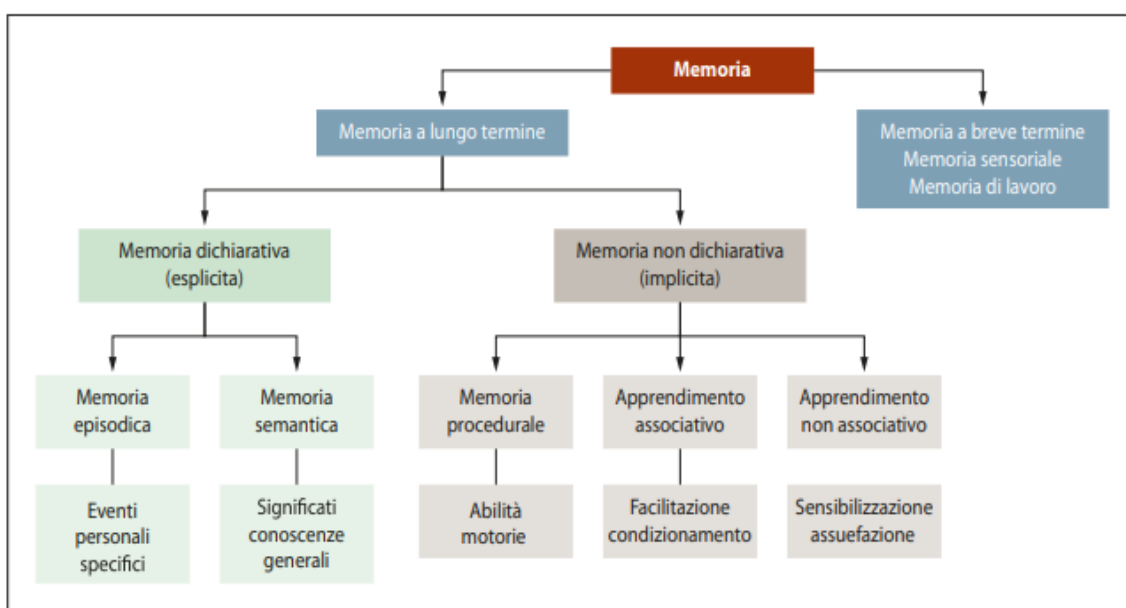 Memoria
Memoria a lungo termine
Memoria a breve termine
Memoria sensoriale
Memoria di lavoro
Memoria dichiarativa
(esplicita)
Memoria non dichiarativa
(implicita)
Memoria
episodica
Memoria
semantica
Memoria
procedurale
Apprendimento
associativo
Apprendimento
non associativo
Eventi
personali
specifici
Significati
conoscenze
generali
Abilità
motorie
Facilitazione
condizionamento
Sensibilizzazione
assuefazione